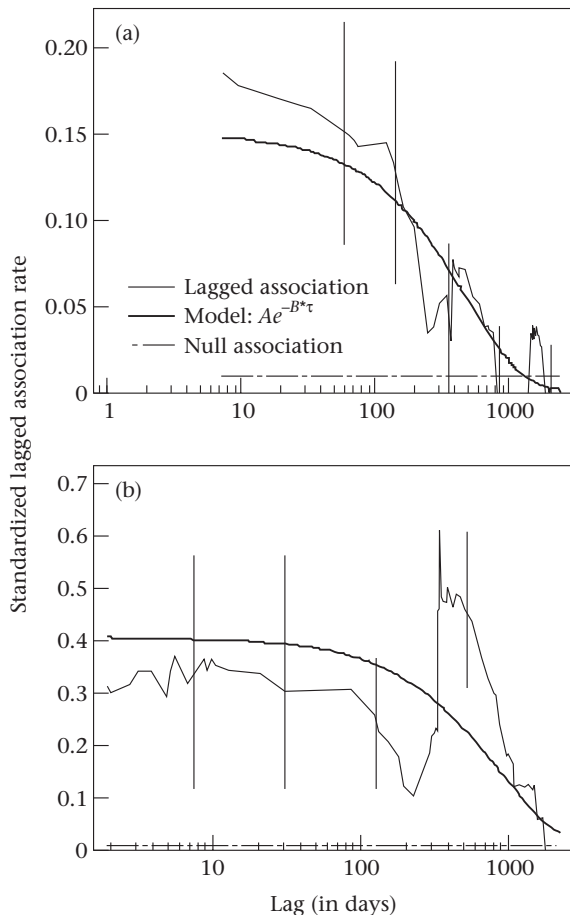 (a)
0.20
0.15
0.10
0.05
0
Lagged association
Model: Ae^{–B*τ}
Null association
1 10 100 1000
Standardized lagged association rate
(b)
0.7
0.6
0.5
0.4
0.3
0.2
0.1
0
10 100 1000
Lag (in days)